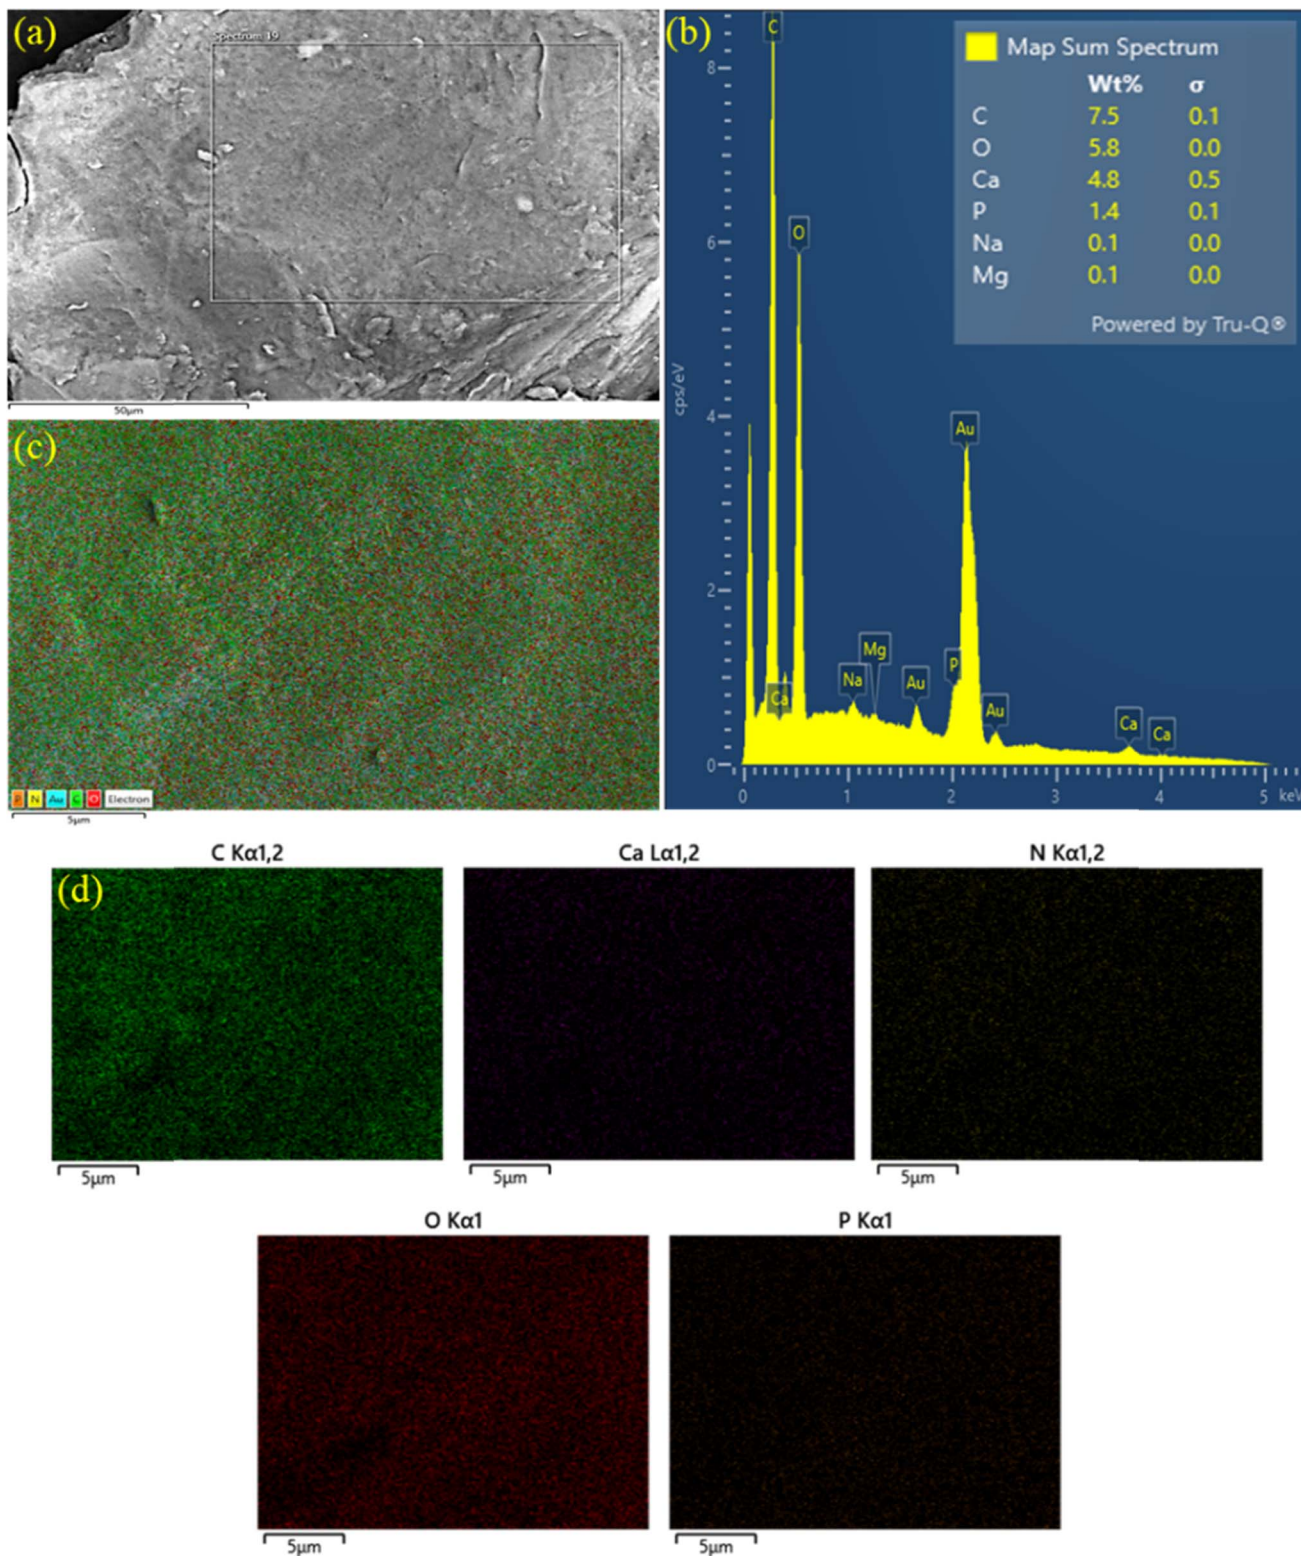 (a)
Spectrum 19
50µm
(b)
Map Sum Spectrum
Wt% σ
C 7.5 0.1
O 5.8 0.0
Ca 4.8 0.5
P 1.4 0.1
Na 0.1 0.0
Mg 0.1 0.0
Powered by Tru-Q®
cps/eV
8
6
4
2
0
C
O
Au
Ca
Na
Mg
Au
P
Au
Ca
Ca
0 1 2 3 4 5 keV
(c)
P N Au C O Electron
5µm
(d)
C Kα1,2
5µm
Ca Lα1,2
5µm
N Kα1,2
5µm
O Kα1
5µm
P Kα1
5µm